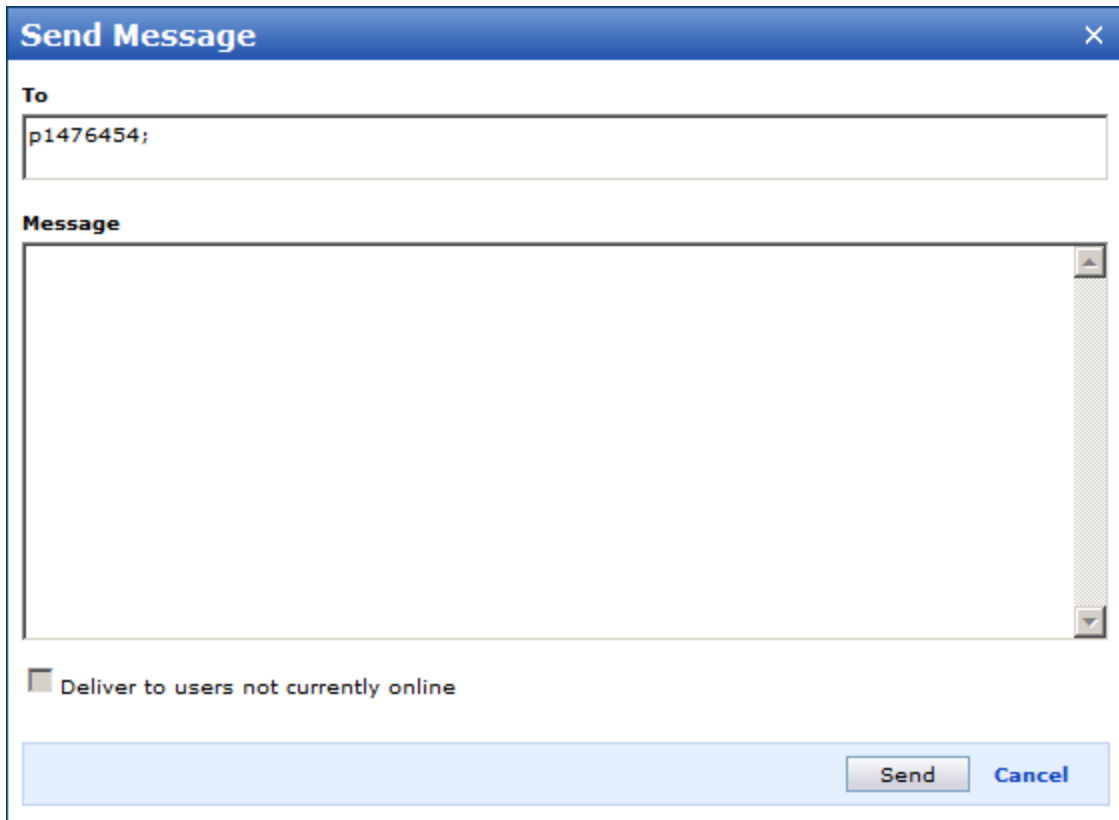 Send Message
To
p1476454;
Message
Deliver to users not currently online
Send Cancel